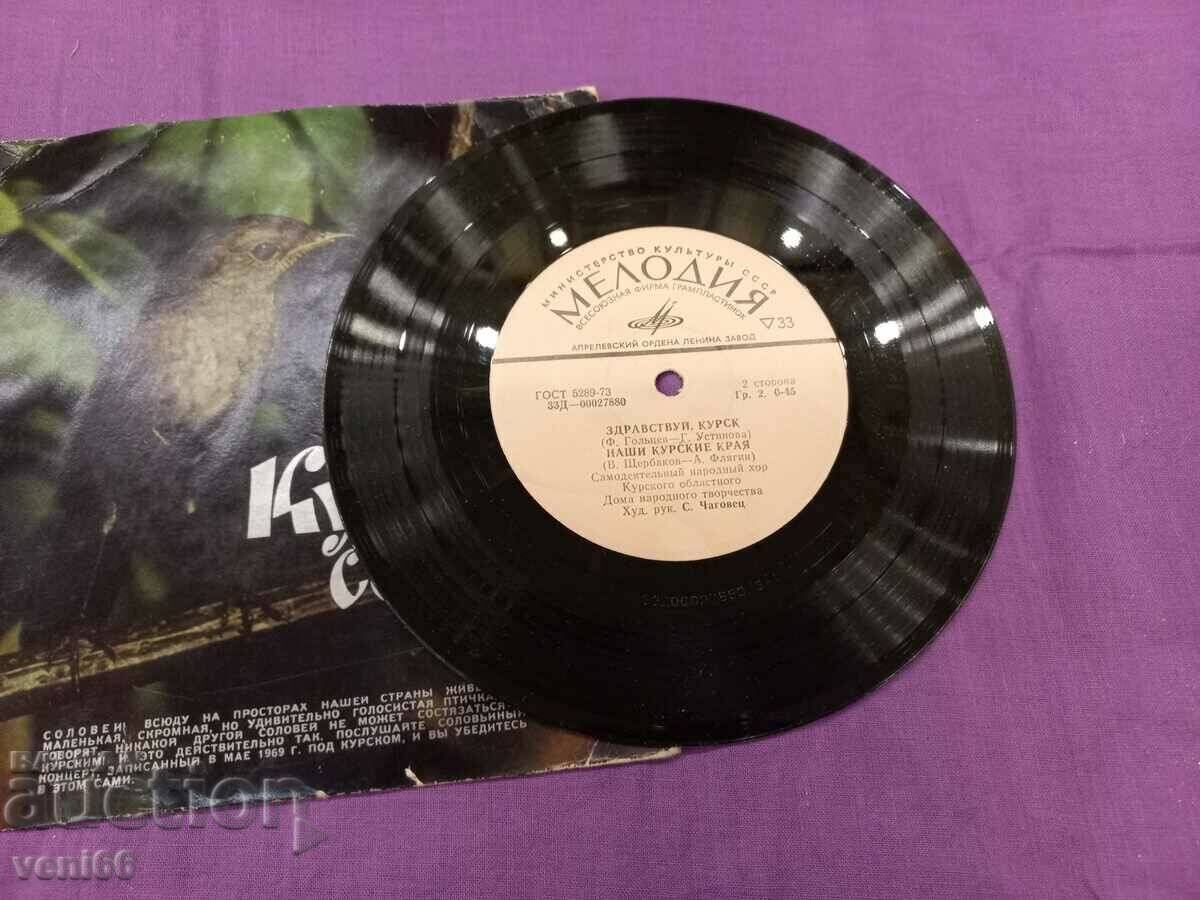 МИНИСТЕРСТВО КУЛЬТУРЫ СССР
МЕЛОДИЯ
ВСЕСОЮЗНАЯ ФИРМА ГРАМПЛАСТИНОК
33
АПРЕЛЕВСКИЙ ОРДЕНА ЛЕНИНА ЗАВОД
ГОСТ 5289-73
33Д—00027880
2 сторона
Гр. 2. 0-45
ЗДРАВСТВУЙ, КУРСК
(Ф. Гольцев—Г. Устинова)
НАШИ КУРСКИЕ КРАЯ
(В. Щербаков—А. Флягин)
Самодеятельный народный хор
Курского областного
Дома народного творчества
Худ. рук. С. Чаговец
Ку
с
СОЛОВЕЙ! ВСЮДУ НА ПРОСТОРАХ НАШЕЙ СТРАНЫ ЖИВЕ
МАЛЕНЬКАЯ, СКРОМНАЯ, НО УДИВИТЕЛЬНО ГОЛОСИСТАЯ ПТИЧКА.
ГОВОРЯТ, НИКАКОЙ ДРУГОЙ СОЛОВЕЙ НЕ МОЖЕТ СОСТЯЗАТЬСЯ
КУРСКИМ! И ЭТО ДЕЙСТВИТЕЛЬНО ТАК. ПОСЛУШАЙТЕ СОЛОВЬИНЫЙ
КОНЦЕРТ, ЗАПИСАННЫЙ В МАЕ 1969 Г. ПОД КУРСКОМ, И ВЫ УБЕДИТЕСЬ
В ЭТОМ САМИ.
auction
veni66